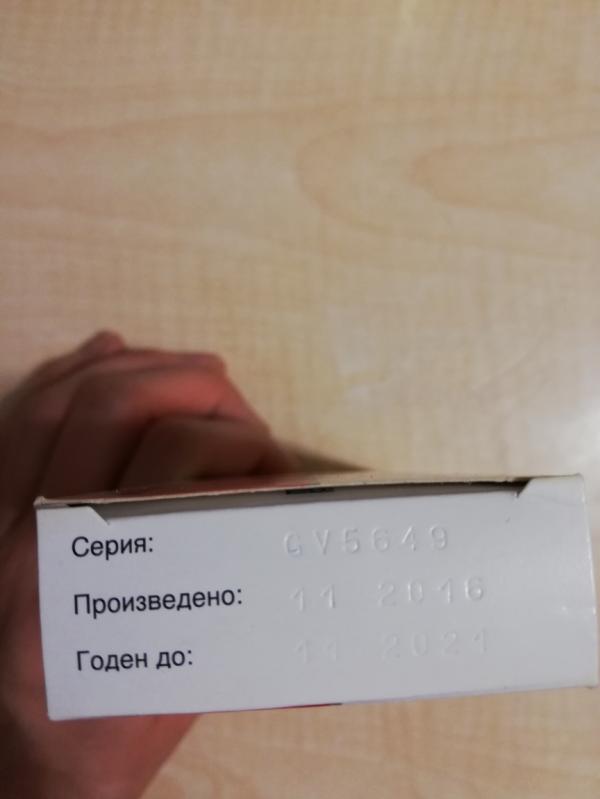 Серия: GV5649
Произведено: 11 2016
Годен до: 11 2021